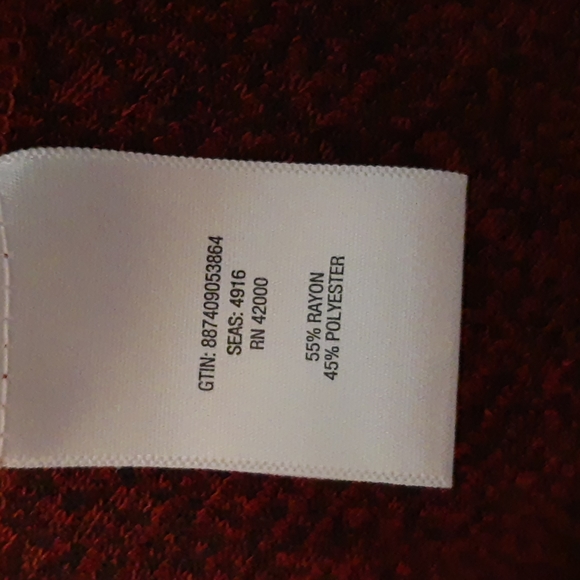 GTIN: 887409053864
SEAS: 4916
RN 42000
55% RAYON
45% POLYESTER